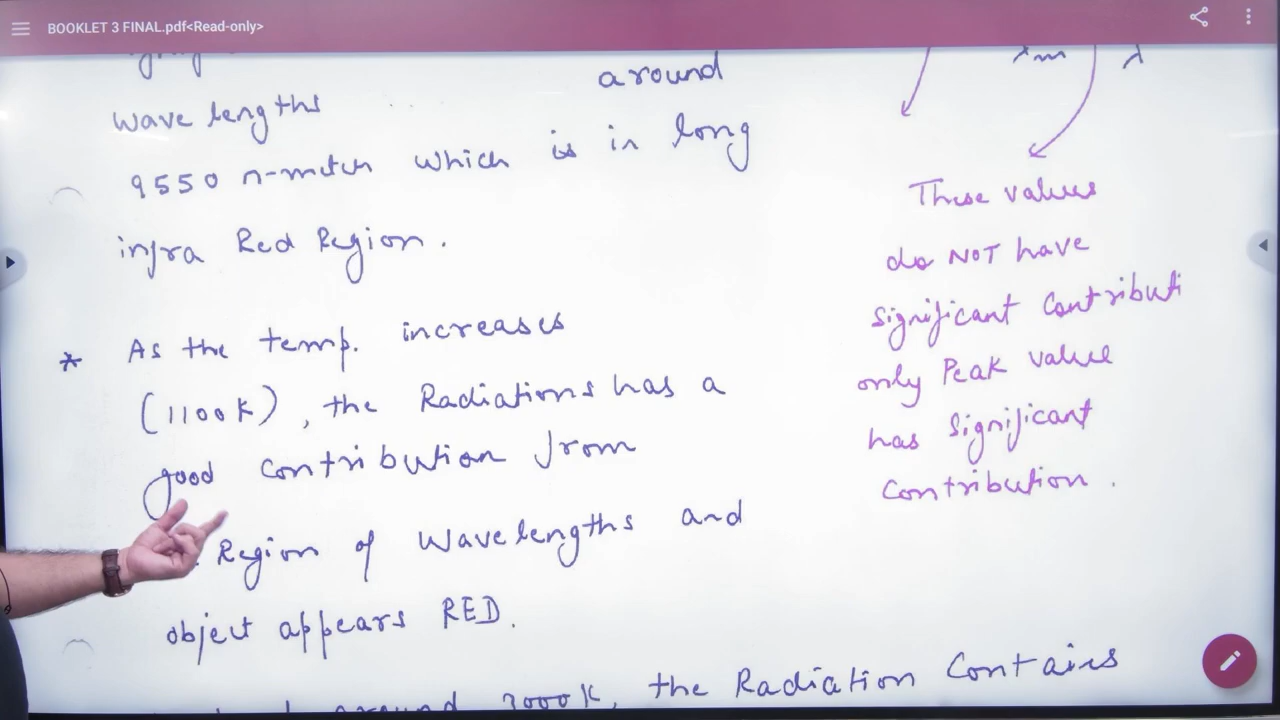 BOOKLET 3 FINAL.pdf<Read-only>
wavelengths around
9550 n-meter which is in long
infra Red Region.
* As the temp. increases
(1100K), the Radiations has a
good contribution from
Region of wavelengths and
object appears RED.
around 3000K, the Radiation Contains
λm λ
These values
do NOT have
significant Contributi
only Peak value
has significant
Contribution.